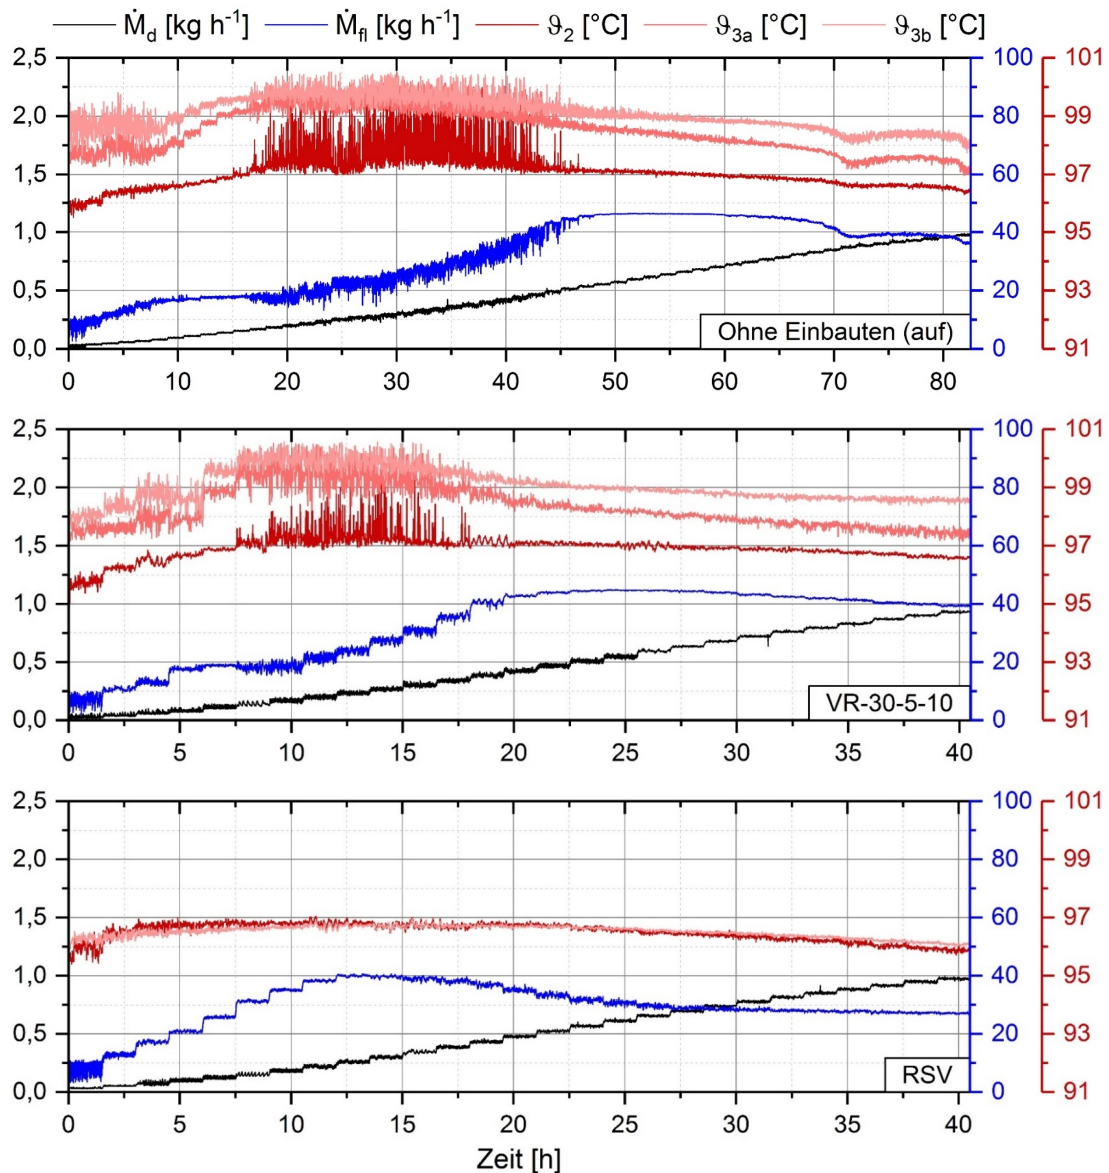 Ṁd [kg h⁻¹] Ṁfl [kg h⁻¹] ϑ2 [°C] ϑ3a [°C] ϑ3b [°C]
2,5 100 101
2,0 80 99
1,5 60 97
1,0 40 95
0,5 20 93
0,0 0 91
Ohne Einbauten (auf)
0 10 20 30 40 50 60 70 80
2,5 100 101
2,0 80 99
1,5 60 97
1,0 40 95
0,5 20 93
0,0 0 91
VR-30-5-10
0 5 10 15 20 25 30 35 40
2,5 100 101
2,0 80 99
1,5 60 97
1,0 40 95
0,5 20 93
0,0 0 91
RSV
0 5 10 15 20 25 30 35 40
Zeit [h]